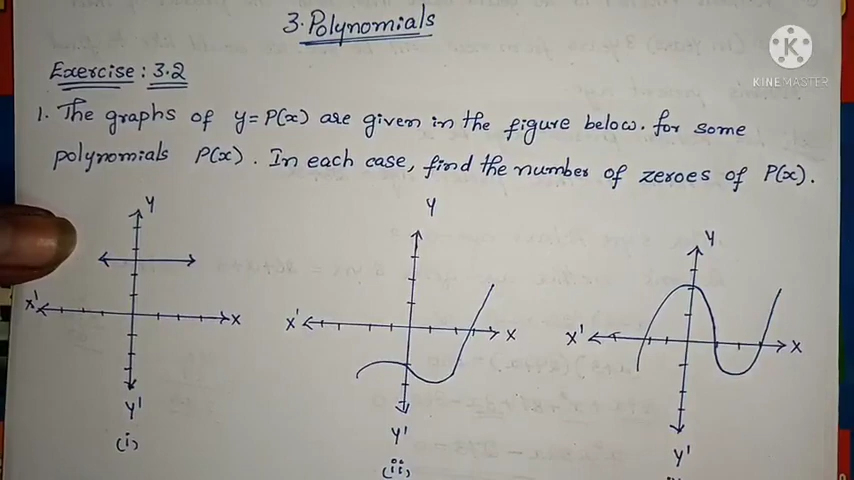 3. Polynomials
K
KINEMASTER
Exercise: 3.2
1. The graphs of y=P(x) are given in the figure below. for some
polynomials P(x). In each case, find the number of zeroes of P(x).
Y
X' X
Y'
(i)
Y
X' X
Y'
(ii)
Y
X' X
Y'